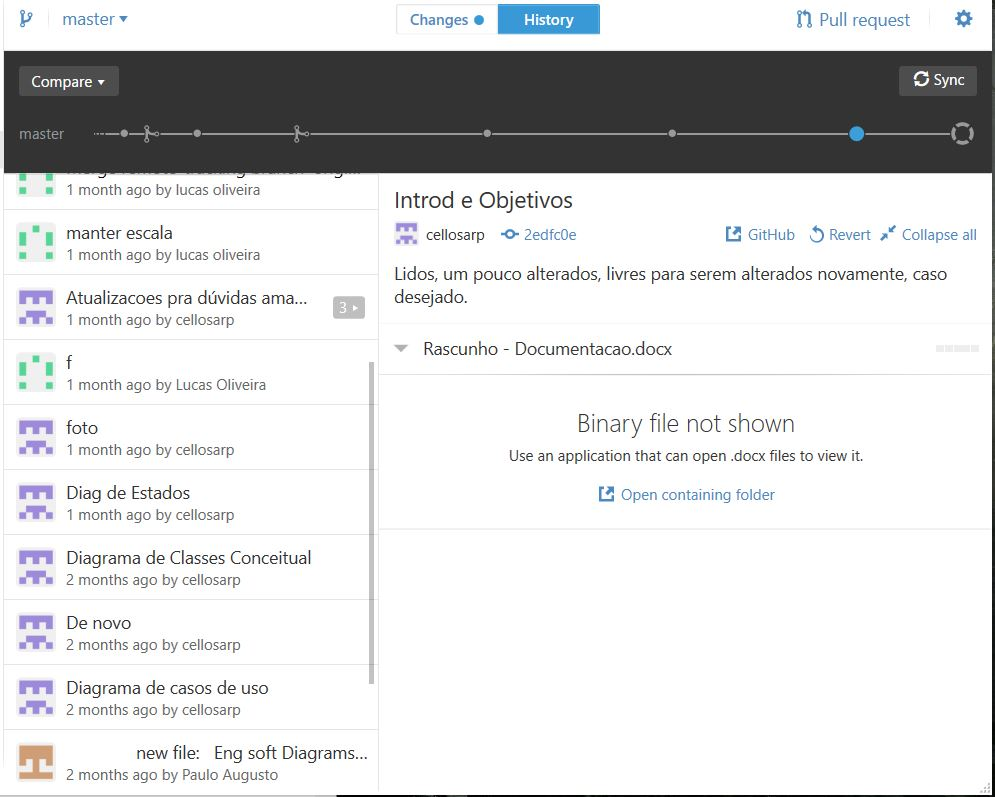 master
Changes
History
Pull request
Compare
Sync
master
1 month ago by lucas oliveira
manter escala
1 month ago by lucas oliveira
Atualizacoes pra dúvidas ama...
3
1 month ago by cellosarp
f
1 month ago by Lucas Oliveira
foto
1 month ago by cellosarp
Diag de Estados
1 month ago by cellosarp
Diagrama de Classes Conceitual
2 months ago by cellosarp
De novo
2 months ago by cellosarp
Diagrama de casos de uso
2 months ago by cellosarp
new file: Eng soft Diagrams...
2 months ago by Paulo Augusto
Introd e Objetivos
cellosarp 2edfc0e GitHub Revert Collapse all
Lidos, um pouco alterados, livres para serem alterados novamente, caso
desejado.
Rascunho - Documentacao.docx
Binary file not shown
Use an application that can open .docx files to view it.
Open containing folder